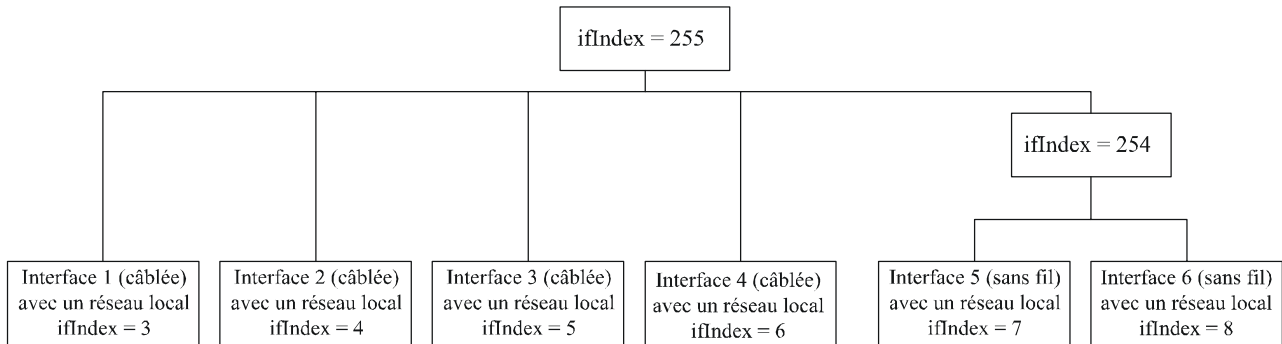 ifIndex = 255
ifIndex = 254
Interface 1 (câblée)
avec un réseau local
ifIndex = 3
Interface 2 (câblée)
avec un réseau local
ifIndex = 4
Interface 3 (câblée)
avec un réseau local
ifIndex = 5
Interface 4 (câblée)
avec un réseau local
ifIndex = 6
Interface 5 (sans fil)
avec un réseau local
ifIndex = 7
Interface 6 (sans fil)
avec un réseau local
ifIndex = 8